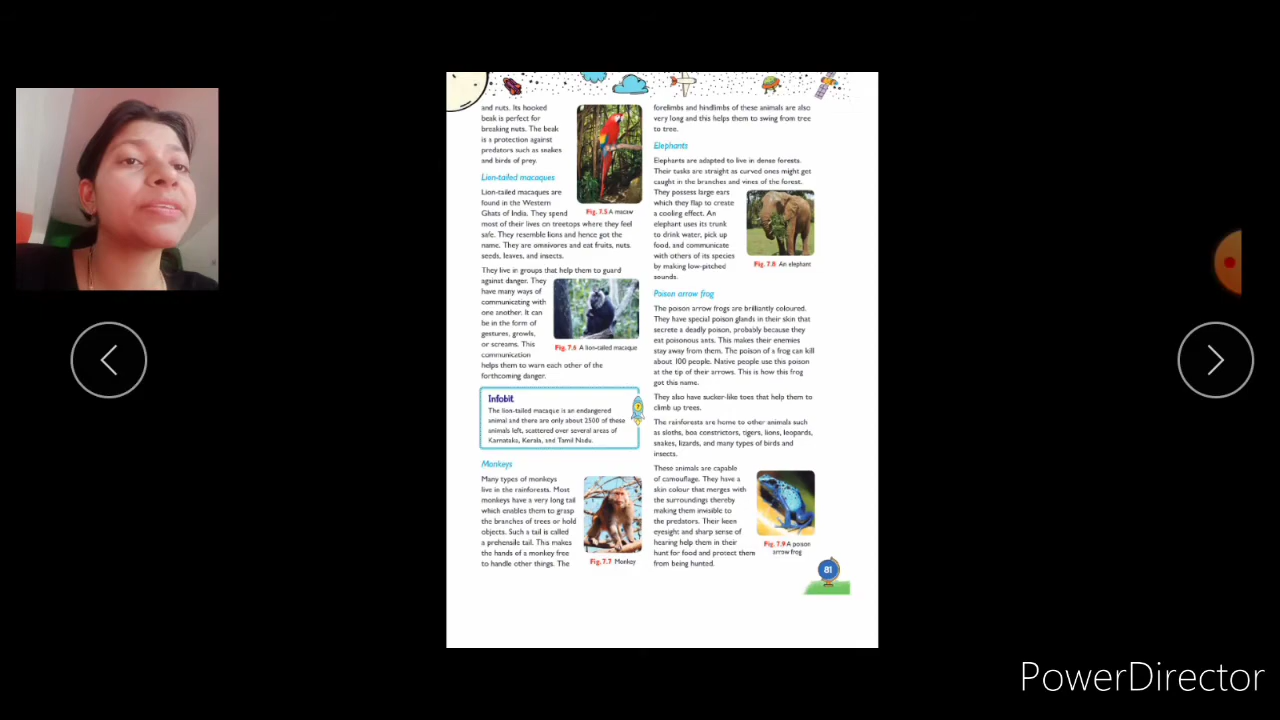 and nuts. Its hooked
beak is perfect for
breaking nuts. The beak
is a protection against
predators such as snakes
and birds of prey.
Fig. 7.5 A macaw
Lion-tailed macaques
Lion-tailed macaques are
found in the Western
Ghats of India. They spend
most of their lives on treetops where they feel
safe. They resemble lions and hence got the
name. They are omnivores and eat fruits, nuts,
seeds, leaves, and insects.
They live in groups that help them to guard
against danger. They
have many ways of
communicating with
one another. It can
be in the form of
gestures, growls,
or screams. This
communication
helps them to warn each other of the
forthcoming danger.
Fig. 7.6 A lion-tailed macaque
Infobit
The lion-tailed macaque is an endangered
animal and there are only about 2500 of these
animals left, scattered over several areas of
Karnataka, Kerala, and Tamil Nadu.
Monkeys
Many types of monkeys
live in the rainforests. Most
monkeys have a very long tail
which enables them to grasp
the branches of trees or hold
objects. Such a tail is called
a prehensile tail. This makes
the hands of a monkey free
to handle other things. The
Fig. 7.7 Monkey
forelimbs and hindlimbs of these animals are also
very long and this helps them to swing from tree
to tree.
Elephants
Elephants are adapted to live in dense forests.
Their tusks are straight as curved ones might get
caught in the branches and vines of the forest.
They possess large ears
which they flap to create
a cooling effect. An
elephant uses its trunk
to drink water, pick up
food, and communicate
with others of its species
by making low-pitched
sounds.
Fig. 7.8 An elephant
Poison arrow frog
The poison arrow frogs are brilliantly coloured.
They have special poison glands in their skin that
secrete a deadly poison, probably because they
eat poisonous ants. This makes their enemies
stay away from them. The poison of a frog can kill
about 100 people. Native people use this poison
at the tip of their arrows. This is how this frog
got this name.
They also have sucker-like toes that help them to
climb up trees.
The rainforests are home to other animals such
as sloths, boa constrictors, tigers, lions, leopards,
snakes, lizards, and many types of birds and
insects.
These animals are capable
of camouflage. They have a
skin colour that merges with
the surroundings thereby
making them invisible to
the predators. Their keen
eyesight and sharp sense of
hearing help them in their
hunt for food and protect them
from being hunted.
Fig. 7.9 A poison
arrow frog
81
PowerDirector